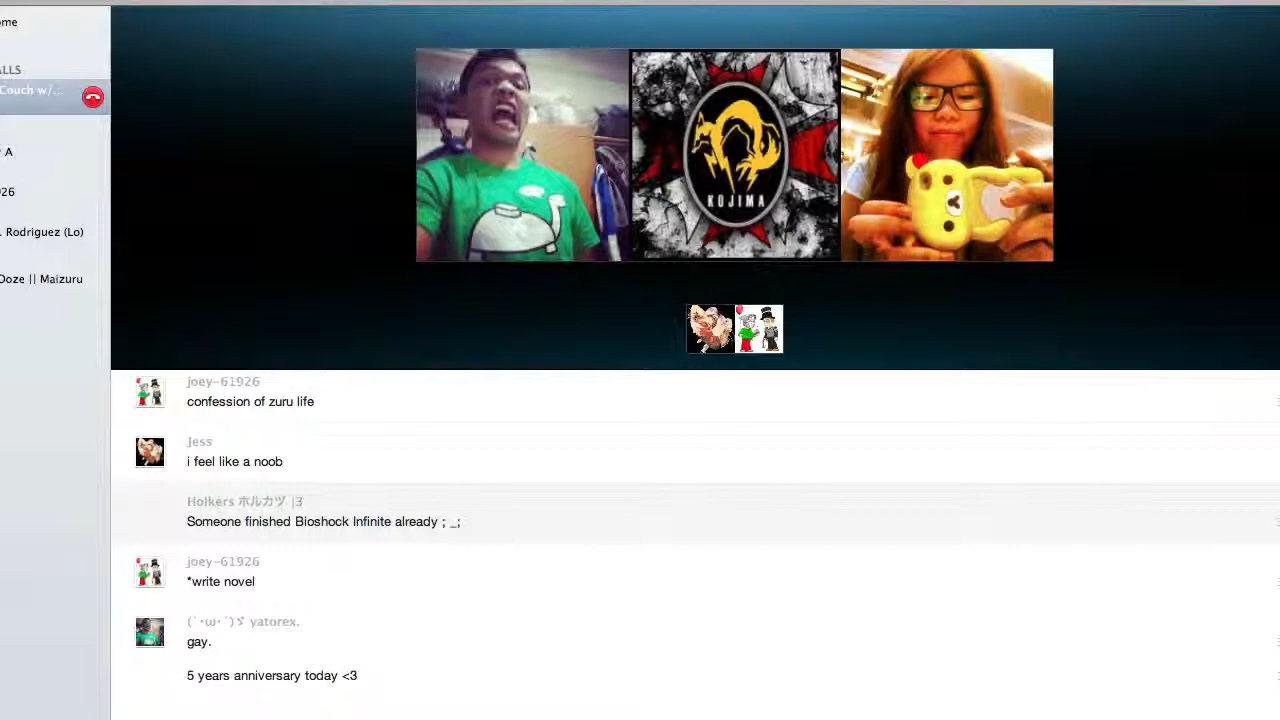 ome
ALLS
Couch w/...
A
26
. Rodriguez (Lo)
Doze || Maizuru
KOJIMA
joey-61926
confession of zuru life
Jess
i feel like a noob
Holkers ホルカヅ |3
Someone finished Bioshock Infinite already ; _;
joey-61926
*write novel
(´･ω･`)ゞ yatorex.
gay.
5 years anniversary today <3